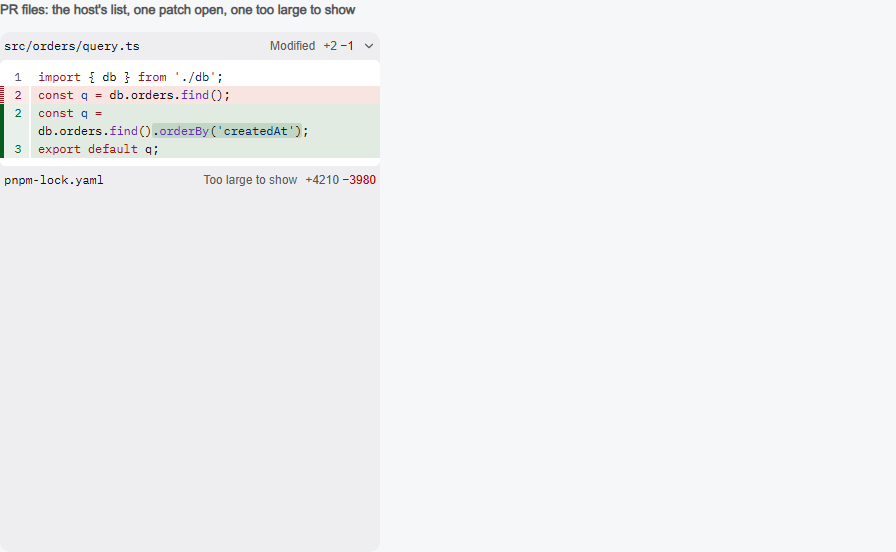 PR files: the host's list, one patch open, one too large to show
src/orders/query.ts Modified +2 −1
1 import { db } from './db';
2 const q = db.orders.find();
2 const q =
db.orders.find().orderBy('createdAt');
3 export default q;
pnpm-lock.yaml Too large to show +4210 −3980